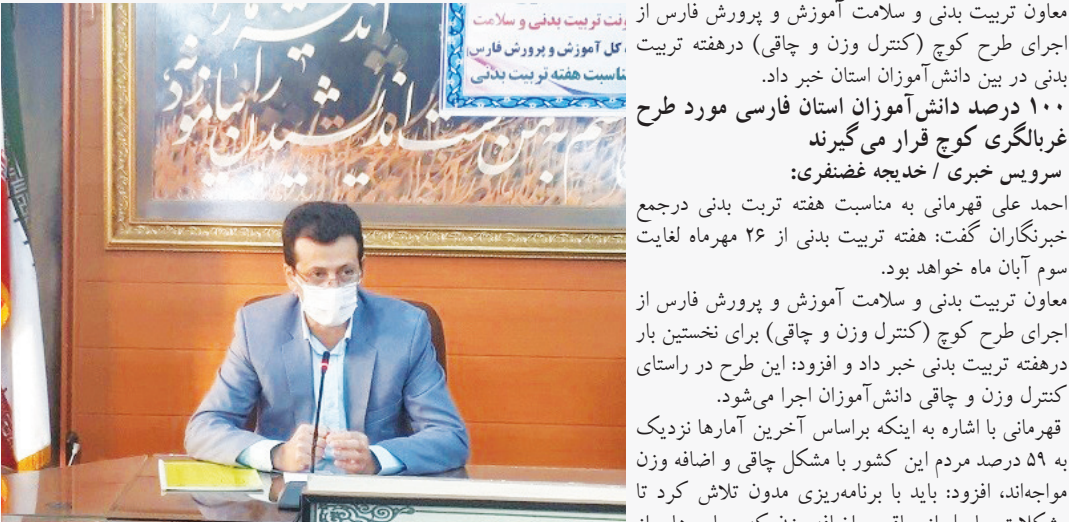 معاون تربیت بدنی و سلامت آموزش و پرورش فارس از
اجرای طرح کوچ (کنترل وزن و چاقی) درهفته تربیت
بدنی در بین دانش‌آموزان استان خبر داد.
۱۰۰ درصد دانش‌آموزان استان فارسی مورد طرح
غربالگری کوچ قرار می‌گیرند
سرویس خبری / خدیجه غضنفری:
احمد علی قهرمانی به مناسبت هفته تربت بدنی درجمع
خبرنگاران گفت: هفته تربیت بدنی از ۲۶ مهرماه لغایت
سوم آبان ماه خواهد بود.
معاون تربیت بدنی و سلامت آموزش و پرورش فارس از
اجرای طرح کوچ (کنترل وزن و چاقی) برای نخستین بار
درهفته تربیت بدنی خبر داد و افزود: این طرح در راستای
کنترل وزن و چاقی دانش‌آموزان اجرا می‌شود.
قهرمانی با اشاره به اینکه براساس آخرین آمارها نزدیک
به ۵۹ درصد مردم این کشور با مشکل چاقی و اضافه وزن
مواجه‌اند، افزود: باید با برنامه‌ریزی مدون تلاش کرد تا
ونت تربیت بدنی و سلامت
کل آموزش و پرورش فارس
مناسبت هفته تربیت بدنی
اندیشیدن را بیاموز